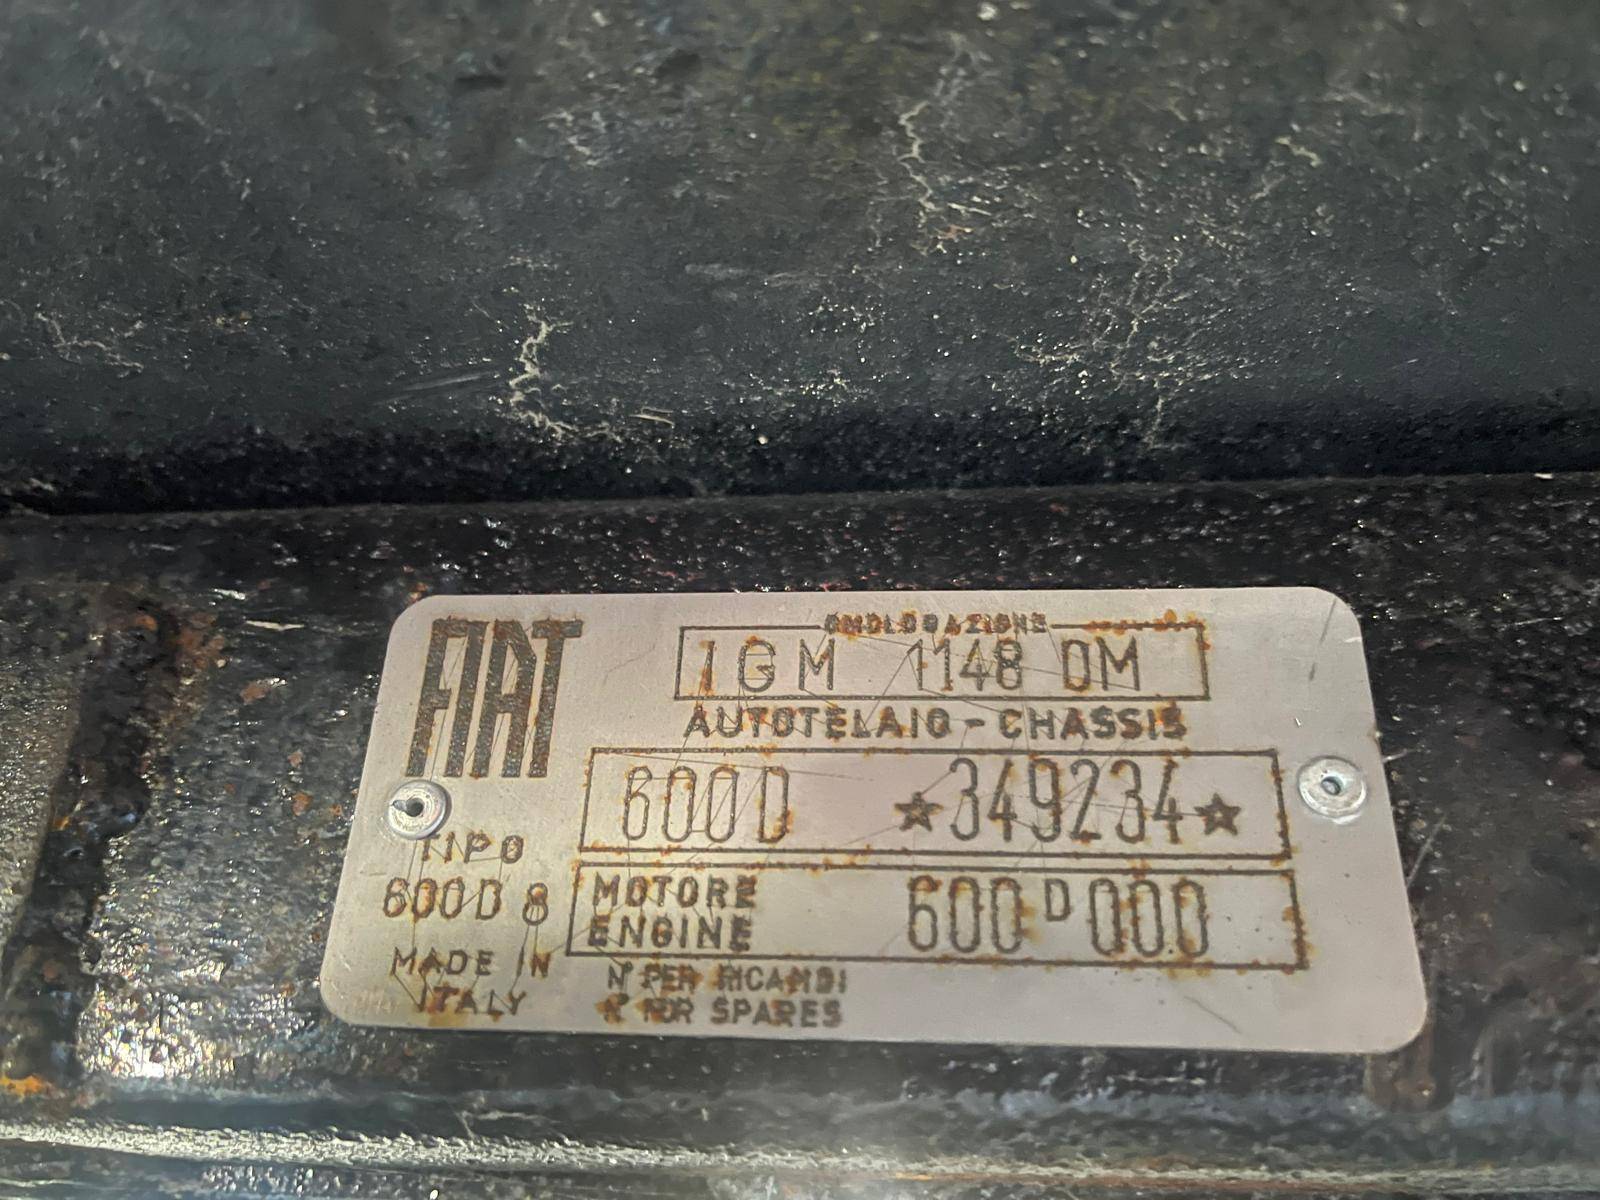 FIAT
OMOLOGAZIONE
IGM 1148 OM
AUTOTELAIO - CHASSIS
600D ★349234★
TIPO
600D 8
MOTORE
ENGINE
600 D 000
MADE IN
ITALY
N° PER RICAMBI
N° FOR SPARES